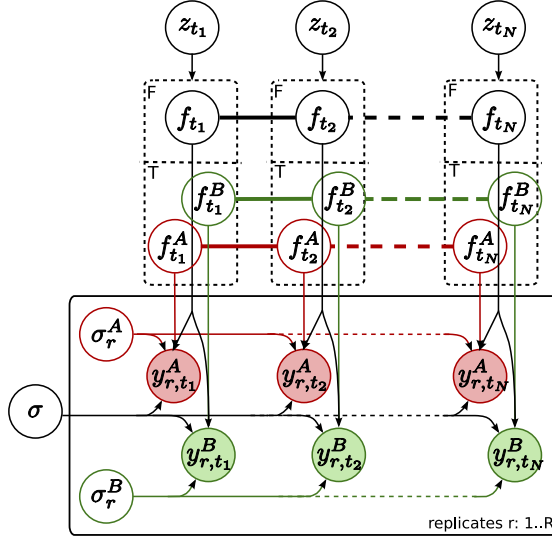 z_{t_1} z_{t_2} z_{t_N}
F F F
f_{t_1} f_{t_2} f_{t_N}
T T T
f^B_{t_1} f^B_{t_2} f^B_{t_N}
f^A_{t_1} f^A_{t_2} f^A_{t_N}
σ^A_r
y^A_{r,t_1} y^A_{r,t_2} y^A_{r,t_N}
σ
y^B_{r,t_1} y^B_{r,t_2} y^B_{r,t_N}
σ^B_r
replicates r: 1..R